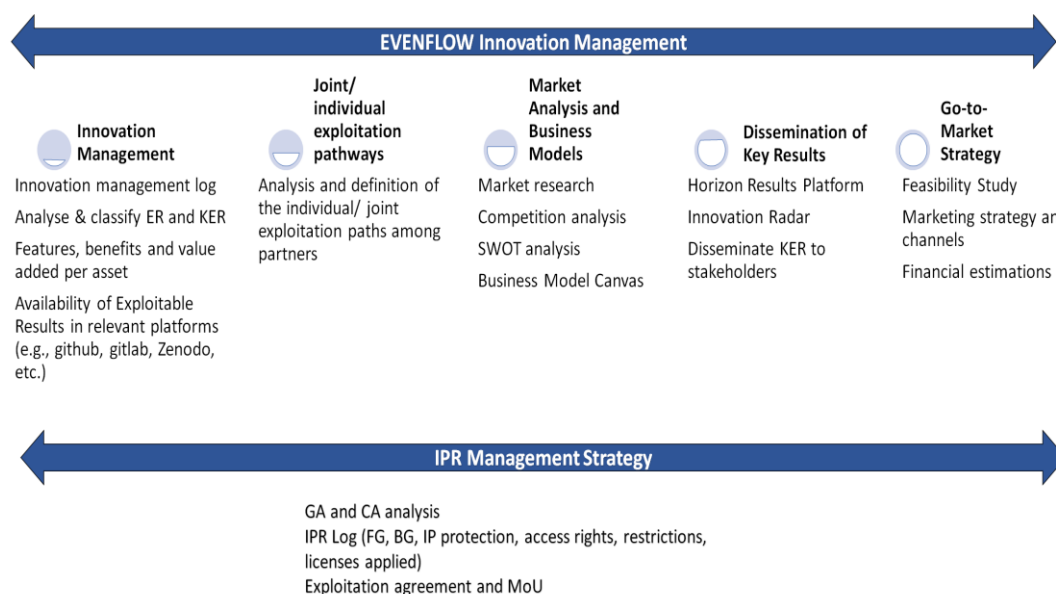 EVENFLOW Innovation Management
Innovation
Management
Innovation management log
Analyse & classify ER and KER
Features, benefits and value
added per asset
Availability of Exploitable
Results in relevant platforms
(e.g., github, gitlab, Zenodo,
etc.)
Joint/
individual
exploitation
pathways
Analysis and definition of
the individual/ joint
exploitation paths among
partners
Market
Analysis and
Business
Models
Market research
Competition analysis
SWOT analysis
Business Model Canvas
Dissemination of
Key Results
Horizon Results Platform
Innovation Radar
Disseminate KER to
stakeholders
Go-to-
Market
Strategy
Feasibility Study
Marketing strategy an
channels
Financial estimations
IPR Management Strategy
GA and CA analysis
IPR Log (FG, BG, IP protection, access rights, restrictions,
licenses applied)
Exploitation agreement and MoU